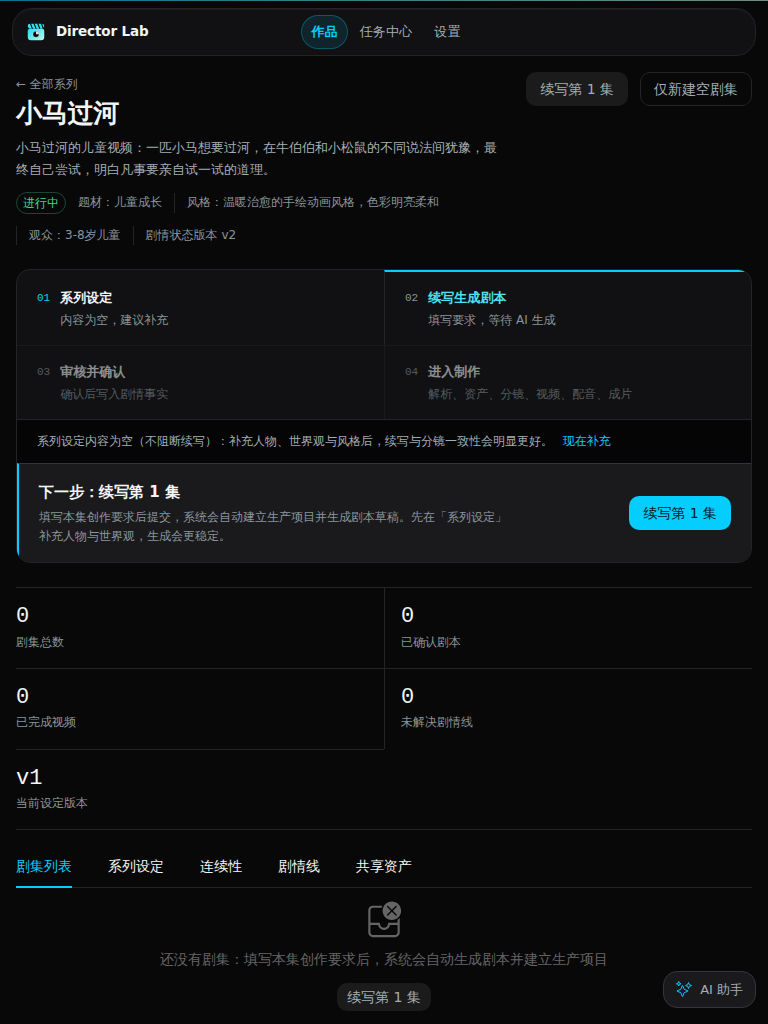 Director Lab
作品
任务中心
设置
← 全部系列
续写第 1 集
仅新建空剧集
小马过河
小马过河的儿童视频：一匹小马想要过河，在牛伯伯和小松鼠的不同说法间犹豫，最
终自己尝试，明白凡事要亲自试一试的道理。
进行中
题材：儿童成长
风格：温暖治愈的手绘动画风格，色彩明亮柔和
观众：3-8岁儿童
剧情状态版本 v2
01 系列设定
内容为空，建议补充
02 续写生成剧本
填写要求，等待 AI 生成
03 审核并确认
确认后写入剧情事实
04 进入制作
解析、资产、分镜、视频、配音、成片
系列设定内容为空（不阻断续写）：补充人物、世界观与风格后，续写与分镜一致性会明显更好。 现在补充
下一步：续写第 1 集
填写本集创作要求后提交，系统会自动建立生产项目并生成剧本草稿。先在「系列设定」
补充人物与世界观，生成会更稳定。
续写第 1 集
0
剧集总数
0
已确认剧本
0
已完成视频
0
未解决剧情线
v1
当前设定版本
剧集列表
系列设定
连续性
剧情线
共享资产
还没有剧集：填写本集创作要求后，系统会自动生成剧本并建立生产项目
续写第 1 集
AI 助手